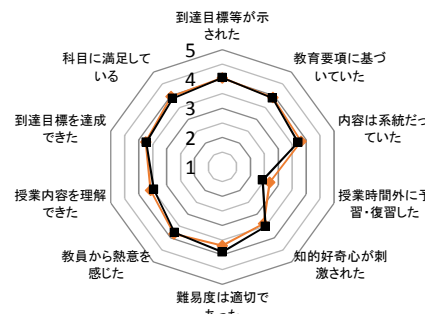 到達目標等が示
された
教育要項に基づ
いていた
内容は系統だっ
ていた
授業時間外に予
習・復習した
知的好奇心が刺
激された
難易度は適切で
あった
教員から熱意を
感じた
授業内容を理解
できた
到達目標を達成
できた
科目に満足して
いる
5
4
3
2
1